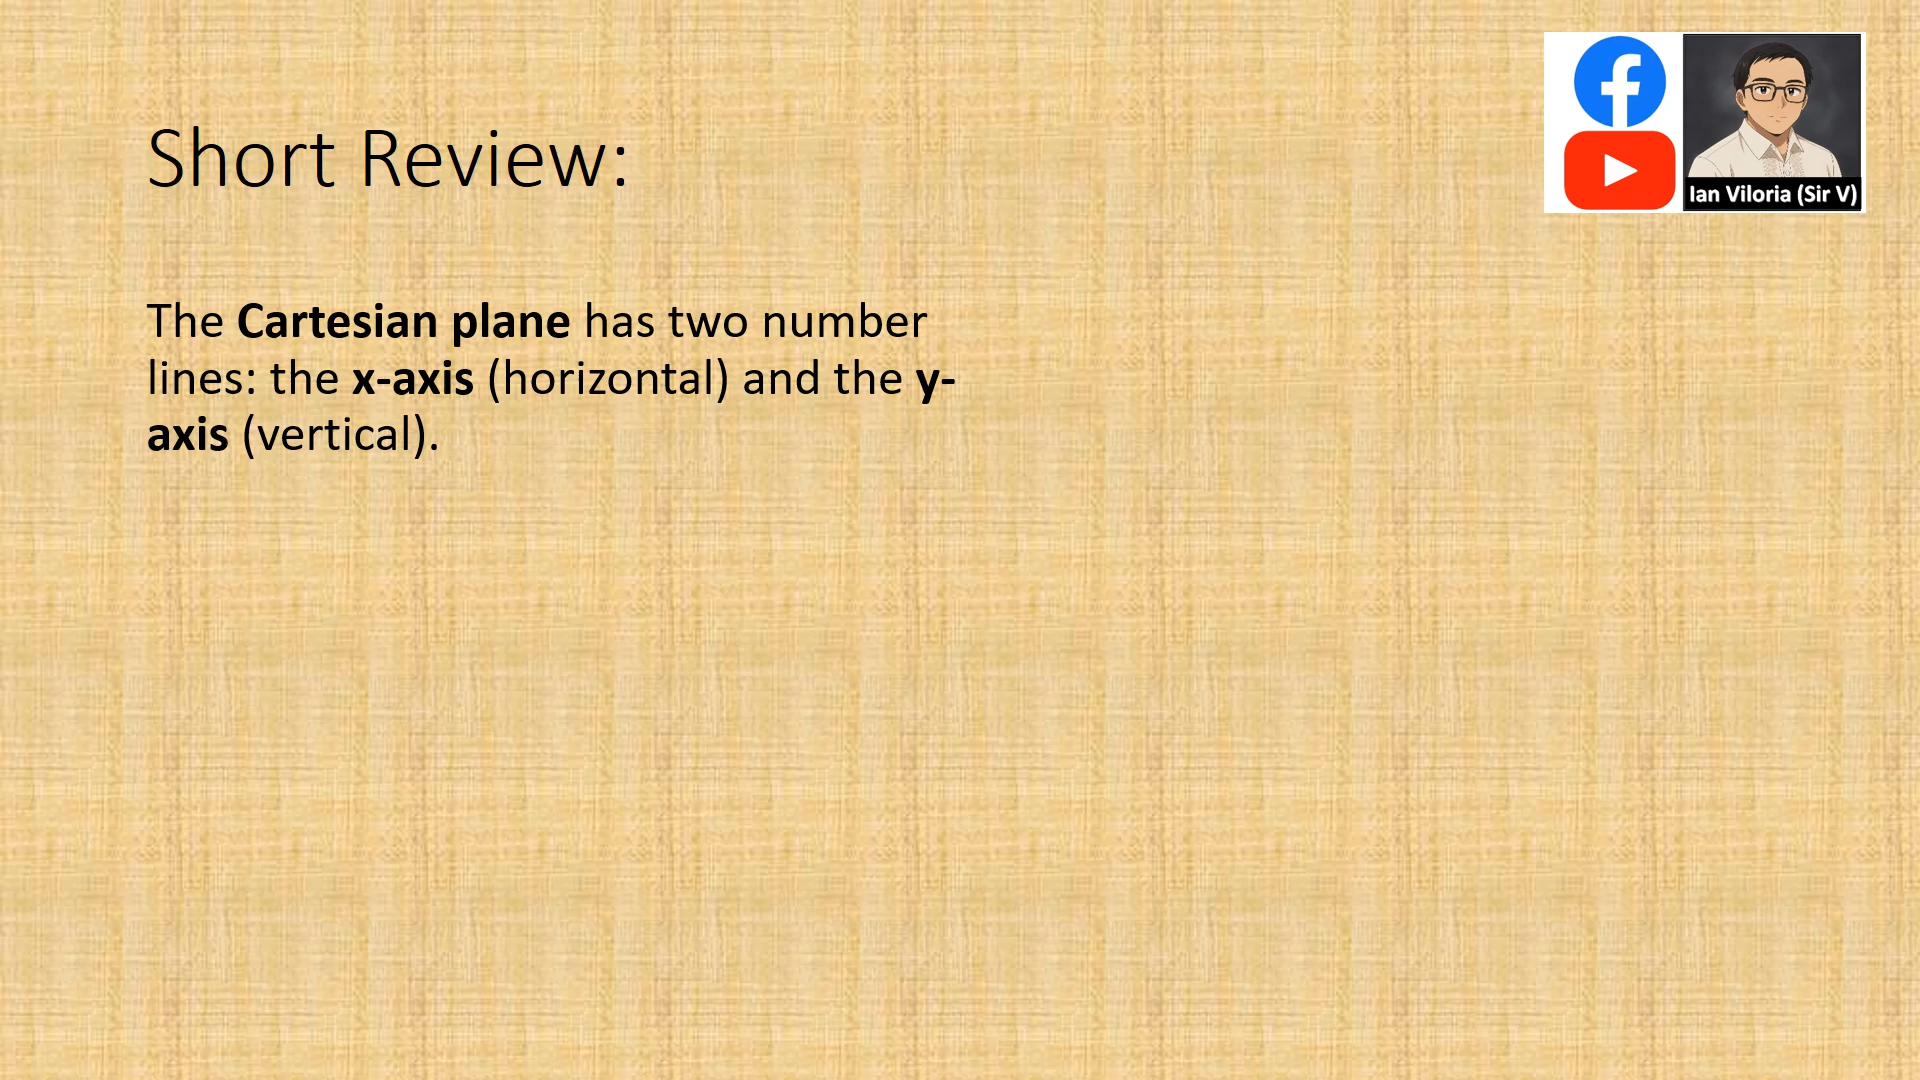 Short Review:
Ian Viloria (Sir V)
The Cartesian plane has two number
lines: the x-axis (horizontal) and the y-
axis (vertical).